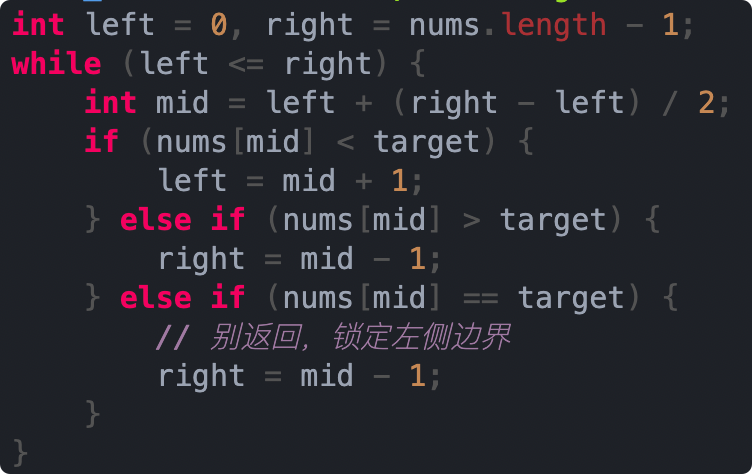 int left = 0, right = nums.length - 1;
while (left <= right) {
    int mid = left + (right - left) / 2;
    if (nums[mid] < target) {
        left = mid + 1;
    } else if (nums[mid] > target) {
        right = mid - 1;
    } else if (nums[mid] == target) {
        // 别返回，锁定左侧边界
        right = mid - 1;
    }
}